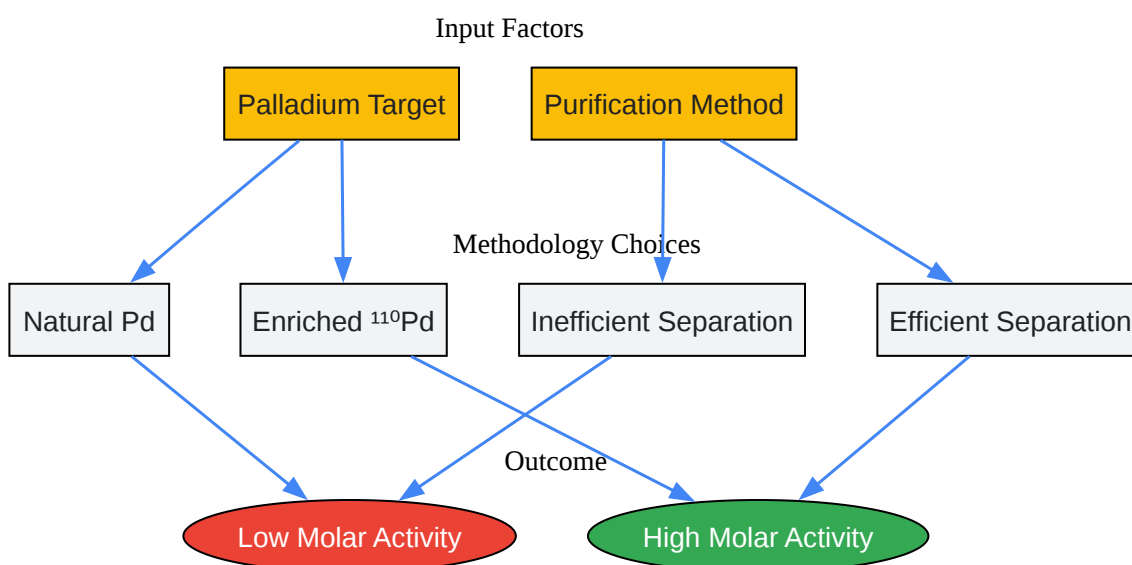 Input Factors
Palladium Target
Purification Method
Methodology Choices
Natural Pd
Enriched ¹¹⁰Pd
Inefficient Separation
Efficient Separation
Outcome
Low Molar Activity
High Molar Activity